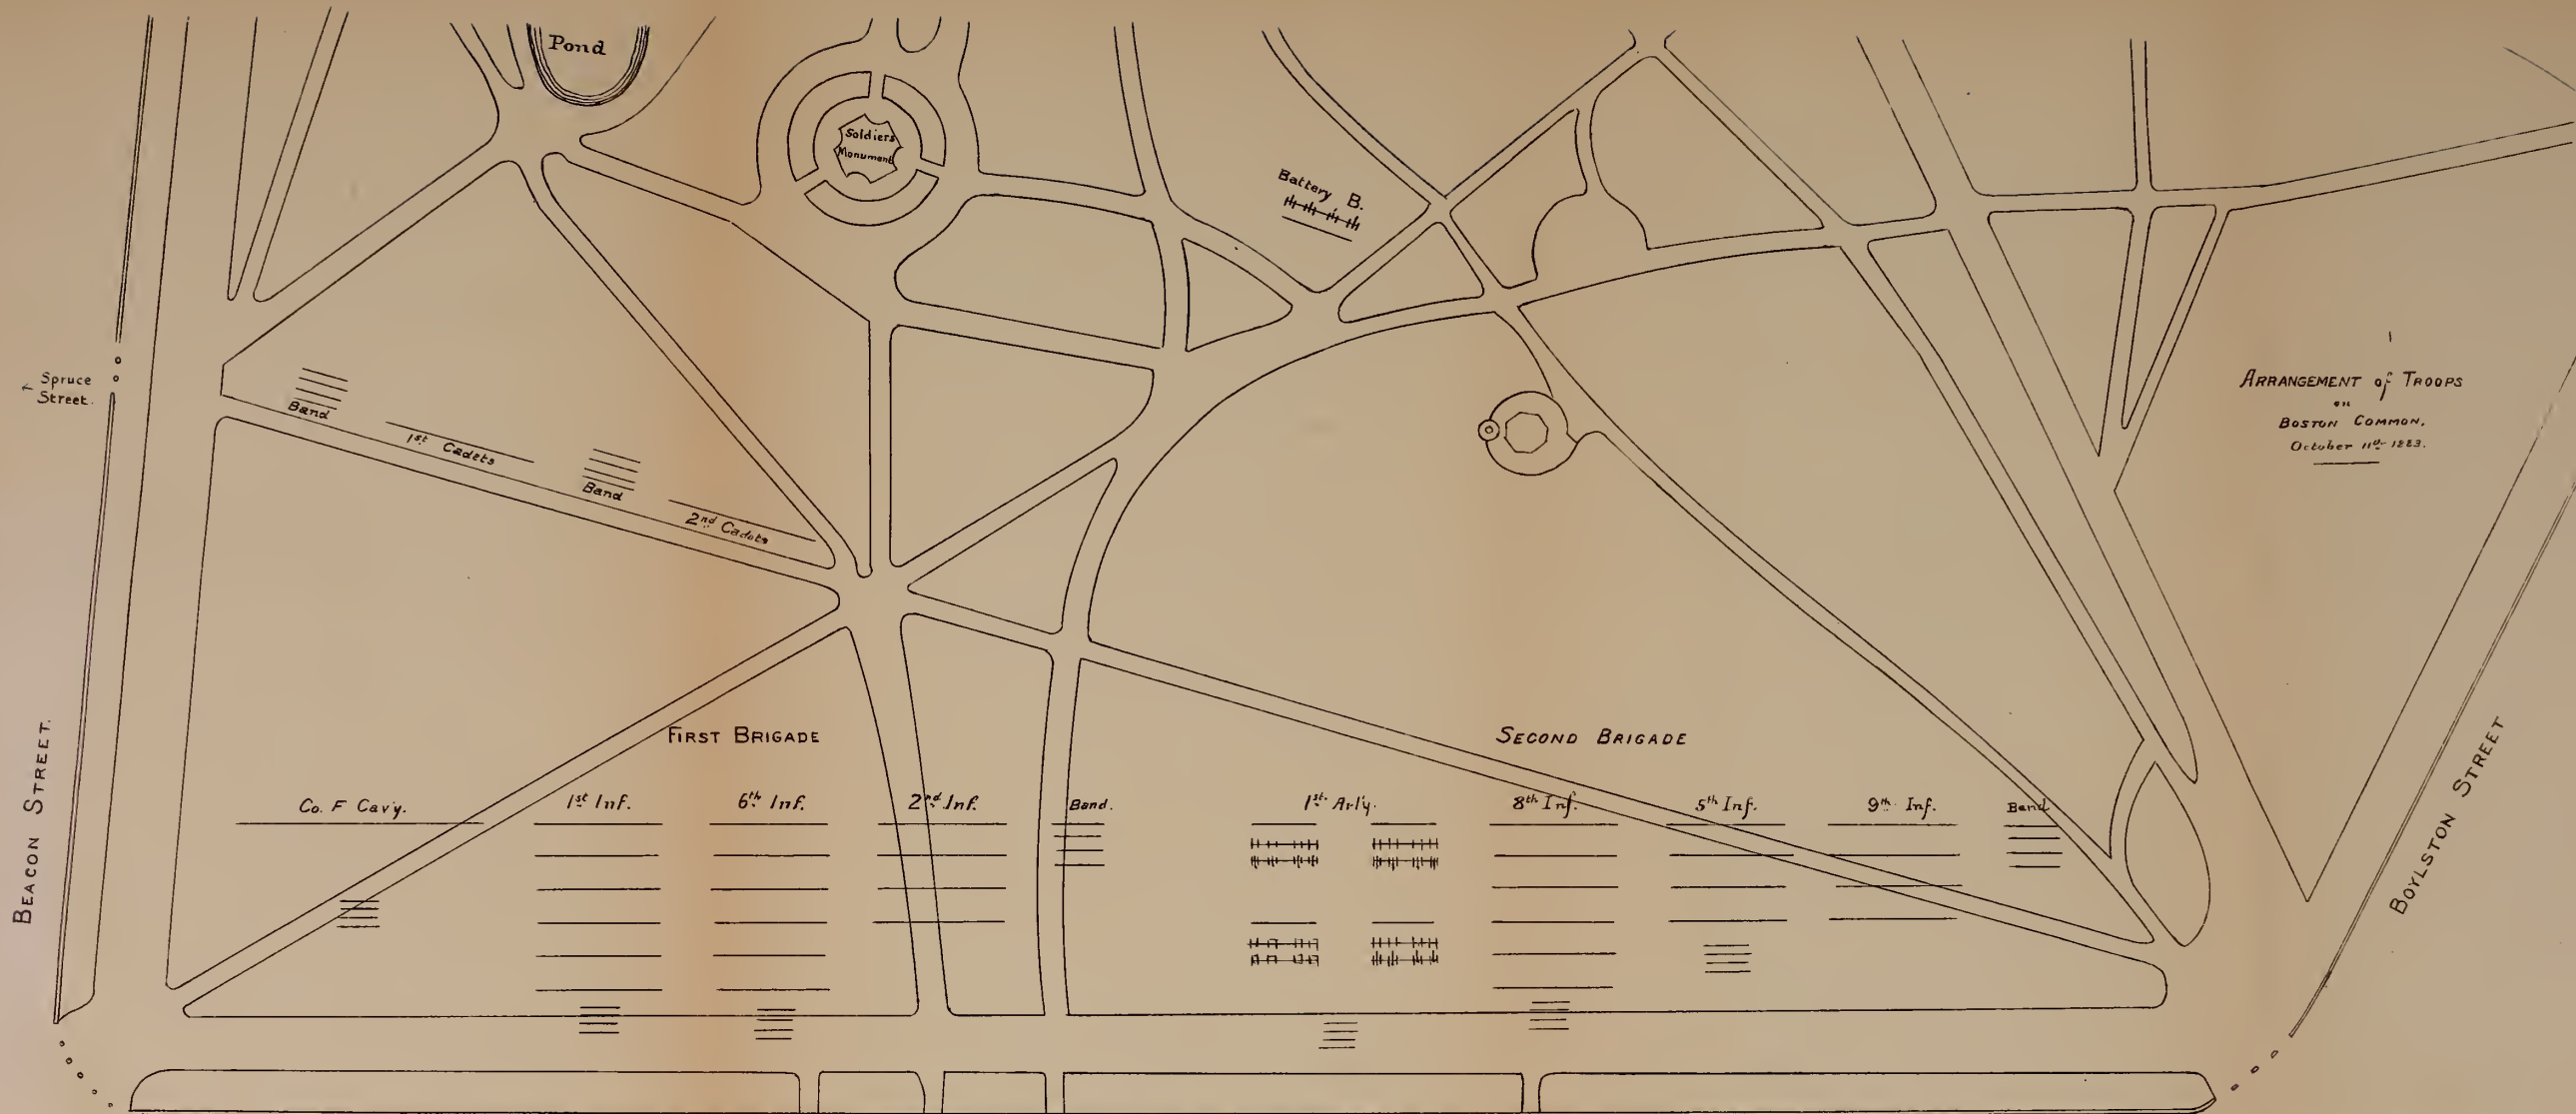 Pond
Soldiers
Monument
Battery B.
← Spruce
Street.
ARRANGEMENT of TROOPS
on
BOSTON COMMON,
October 11th 1883.
Band
1st Cadets
Band
2nd Cadets
FIRST BRIGADE
SECOND BRIGADE
Co. F Cav'y.
1st Inf.
6th Inf.
2nd Inf.
Band.
1st Art'y.
8th Inf.
5th Inf.
9th Inf.
Band
BEACON STREET.
BOYLSTON STREET